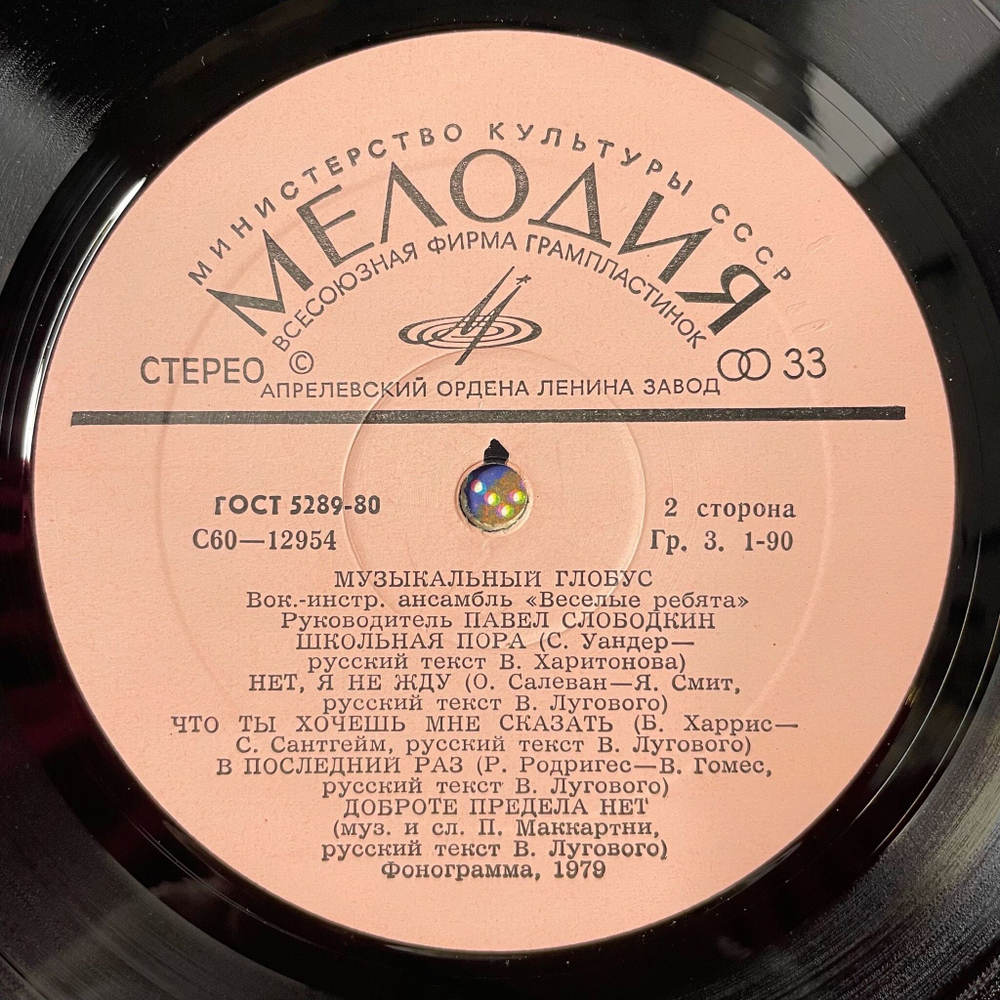 МИНИСТЕРСТВО КУЛЬТУРЫ СССР
МЕЛОДИЯ
ВСЕСОЮЗНАЯ ФИРМА ГРАМПЛАСТИНОК
СТЕРЕО © 33
АПРЕЛЕВСКИЙ ОРДЕНА ЛЕНИНА ЗАВОД
ГОСТ 5289-80 2 сторона
С60—12954 Гр. 3. 1-90
МУЗЫКАЛЬНЫЙ ГЛОБУС
Вок.-инстр. ансамбль «Веселые ребята»
Руководитель ПАВЕЛ СЛОБОДКИН
ШКОЛЬНАЯ ПОРА (С. Уандер—
русский текст В. Харитонова)
НЕТ, Я НЕ ЖДУ (О. Салеван—Я. Смит,
русский текст В. Лугового)
ЧТО ТЫ ХОЧЕШЬ МНЕ СКАЗАТЬ (Б. Харрис—
С. Сантгейм, русский текст В. Лугового)
В ПОСЛЕДНИЙ РАЗ (Р. Родригес—В. Гомес,
русский текст В. Лугового)
ДОБРОТЕ ПРЕДЕЛА НЕТ
(муз. и сл. П. Маккартни,
русский текст В. Лугового)
Фонограмма, 1979